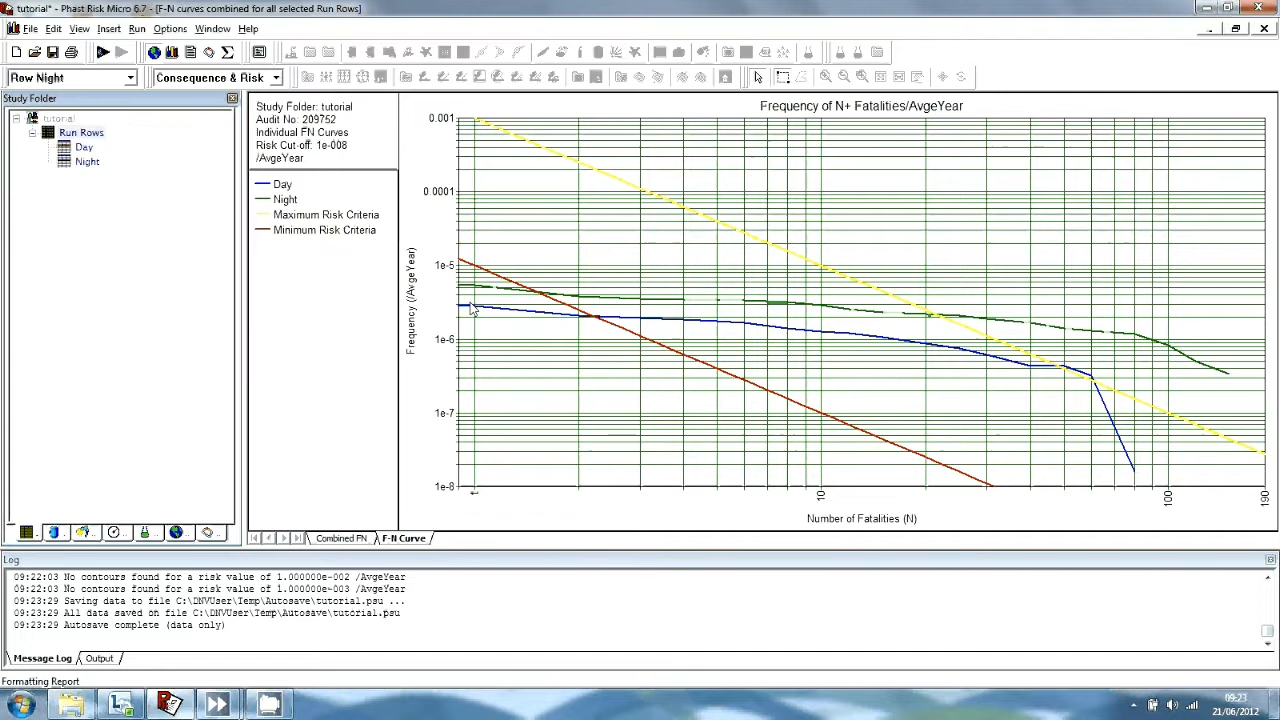 tutorial* - Phast Risk Micro 6.7 - [F-N curves combined for all selected Run Rows]
File Edit View Insert Run Options Window Help
Row Night
Consequence & Risk
Study Folder
tutorial
Run Rows
Day
Night
Study Folder: tutorial
Audit No: 209752
Individual FN Curves
Risk Cut-off: 1e-008
/AvgeYear
Day
Night
Maximum Risk Criteria
Minimum Risk Criteria
Frequency of N+ Fatalities/AvgeYear
Frequency (/AvgeYear)
0.001
0.0001
1e-5
1e-6
1e-7
1e-8
1
10
100
190
Number of Fatalities (N)
Combined FN
F-N Curve
Log
09:22:03 No contours found for a risk value of 1.000000e-002 /AvgeYear
09:22:03 No contours found for a risk value of 1.000000e-003 /AvgeYear
09:23:29 Saving data to file C:\DNVUser\Temp\Autosave\tutorial.psu ...
09:23:29 All data saved on file C:\DNVUser\Temp\Autosave\tutorial.psu
09:23:29 Autosave complete (data only)
Message Log
Output
Formatting Report
09:23
21/06/2012